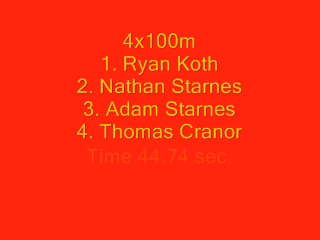 4x100m
1. Ryan Koth
2. Nathan Starnes
3. Adam Starnes
4. Thomas Cranor
Time 44.74 sec.